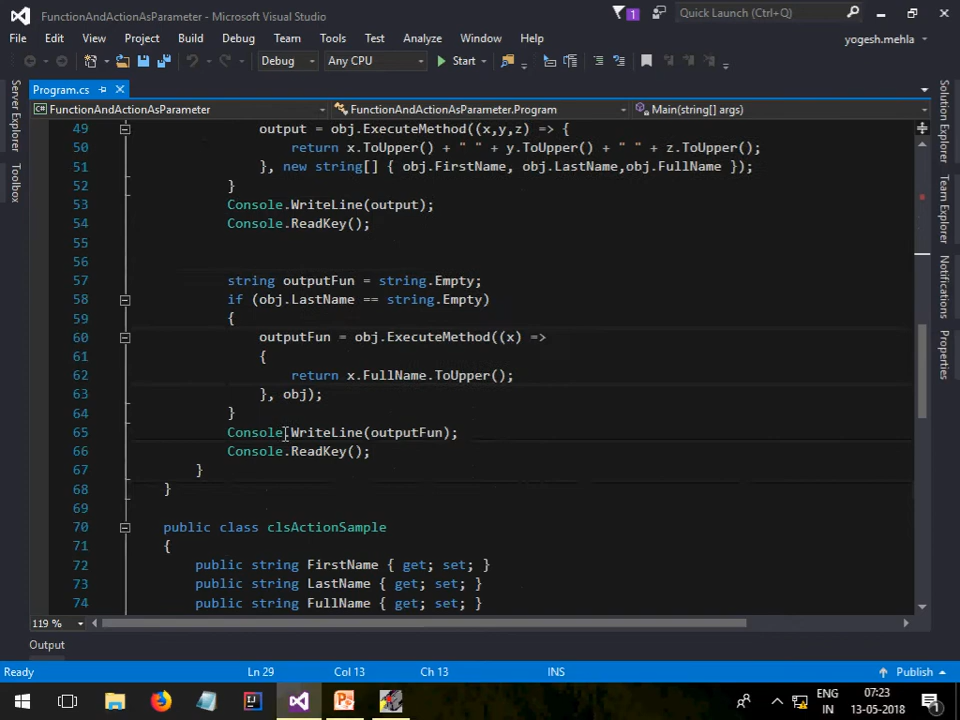 FunctionAndActionAsParameter - Microsoft Visual Studio
1
Quick Launch (Ctrl+Q)
File Edit View Project Build Debug Team Tools Test Analyze Window Help
yogesh.mehla
Debug Any CPU Start
Program.cs
FunctionAndActionAsParameter
FunctionAndActionAsParameter.Program
Main(string[] args)
Server Explorer
Toolbox
Solution Explorer
Team Explorer
Notifications
Properties
49 output = obj.ExecuteMethod((x,y,z) => {
50 return x.ToUpper() + " " + y.ToUpper() + " " + z.ToUpper();
51 }, new string[] { obj.FirstName, obj.LastName,obj.FullName });
52 }
53 Console.WriteLine(output);
54 Console.ReadKey();
55
56
57 string outputFun = string.Empty;
58 if (obj.LastName == string.Empty)
59 {
60 outputFun = obj.ExecuteMethod((x) =>
61 {
62 return x.FullName.ToUpper();
63 }, obj);
64 }
65 Console.WriteLine(outputFun);
66 Console.ReadKey();
67 }
68 }
69
70 public class clsActionSample
71 {
72 public string FirstName { get; set; }
73 public string LastName { get; set; }
74 public string FullName { get; set; }
119 %
Output
Ready Ln 29 Col 13 Ch 13 INS Publish
ENG
IN
07:23
13-05-2018
1